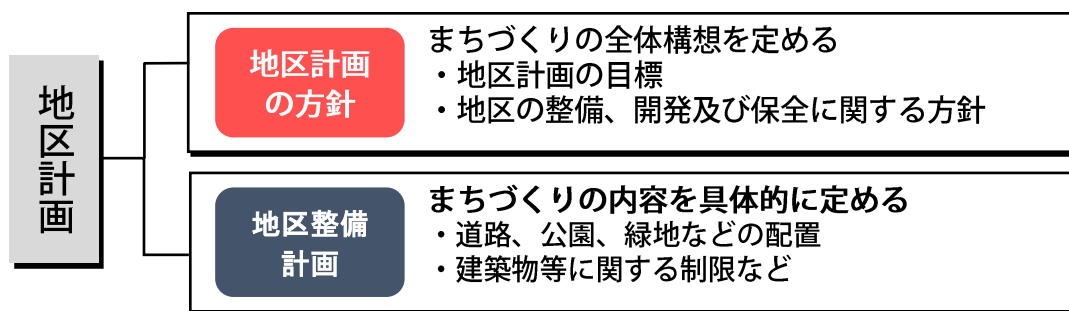 地区計画
地区計画
の方針
まちづくりの全体構想を定める
・地区計画の目標
・地区の整備、開発及び保全に関する方針
地区整備
計画
まちづくりの内容を具体的に定める
・道路、公園、緑地などの配置
・建築物等に関する制限など